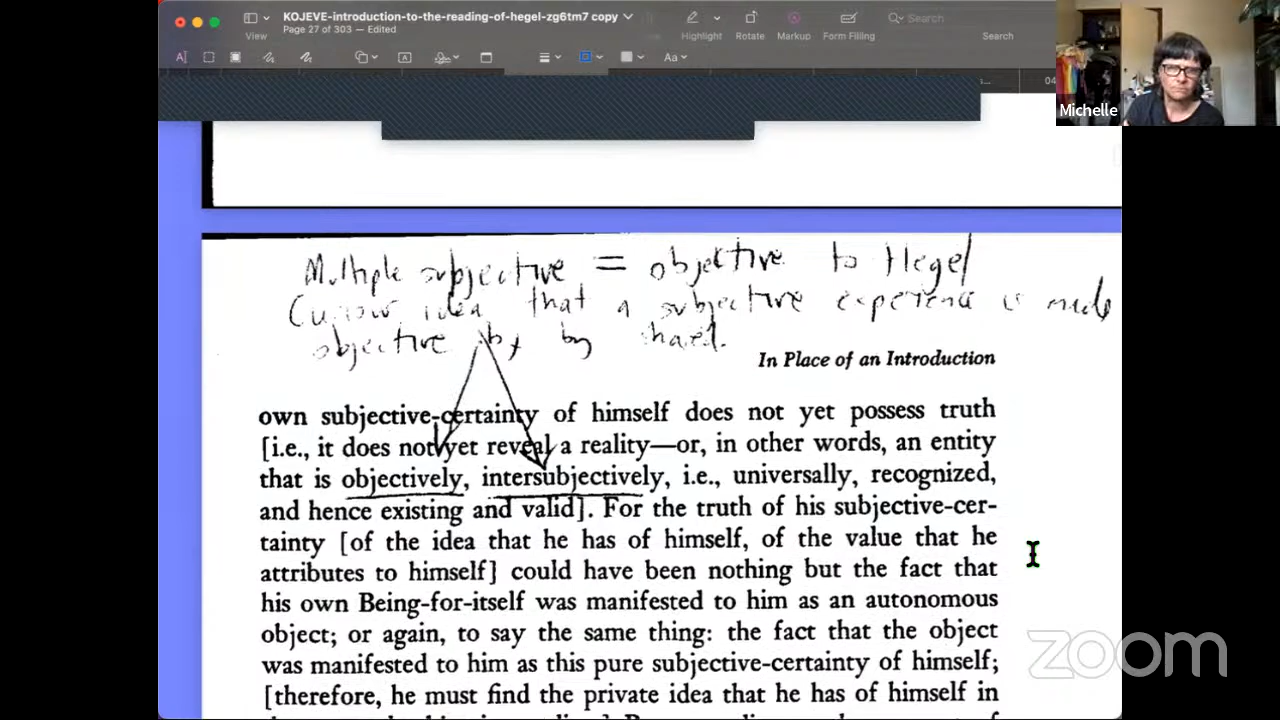 KOJEVE-introduction-to-the-reading-of-hegel-zg6tm7 copy
Page 27 of 303 — Edited
View
Highlight
Rotate
Markup
Form Filling
Search
Search
Aa
04
Michelle
Multiple subjective = objective to Hegel
Curious idea that a subjective experience is made
objective by by shared.
In Place of an Introduction
own subjective-certainty of himself does not yet possess truth
[i.e., it does not yet reveal a reality—or, in other words, an entity
that is objectively, intersubjectively, i.e., universally, recognized,
and hence existing and valid]. For the truth of his subjective-cer-
tainty [of the idea that he has of himself, of the value that he
attributes to himself] could have been nothing but the fact that
his own Being-for-itself was manifested to him as an autonomous
object; or again, to say the same thing: the fact that the object
was manifested to him as this pure subjective-certainty of himself;
[therefore, he must find the private idea that he has of himself in
zoom